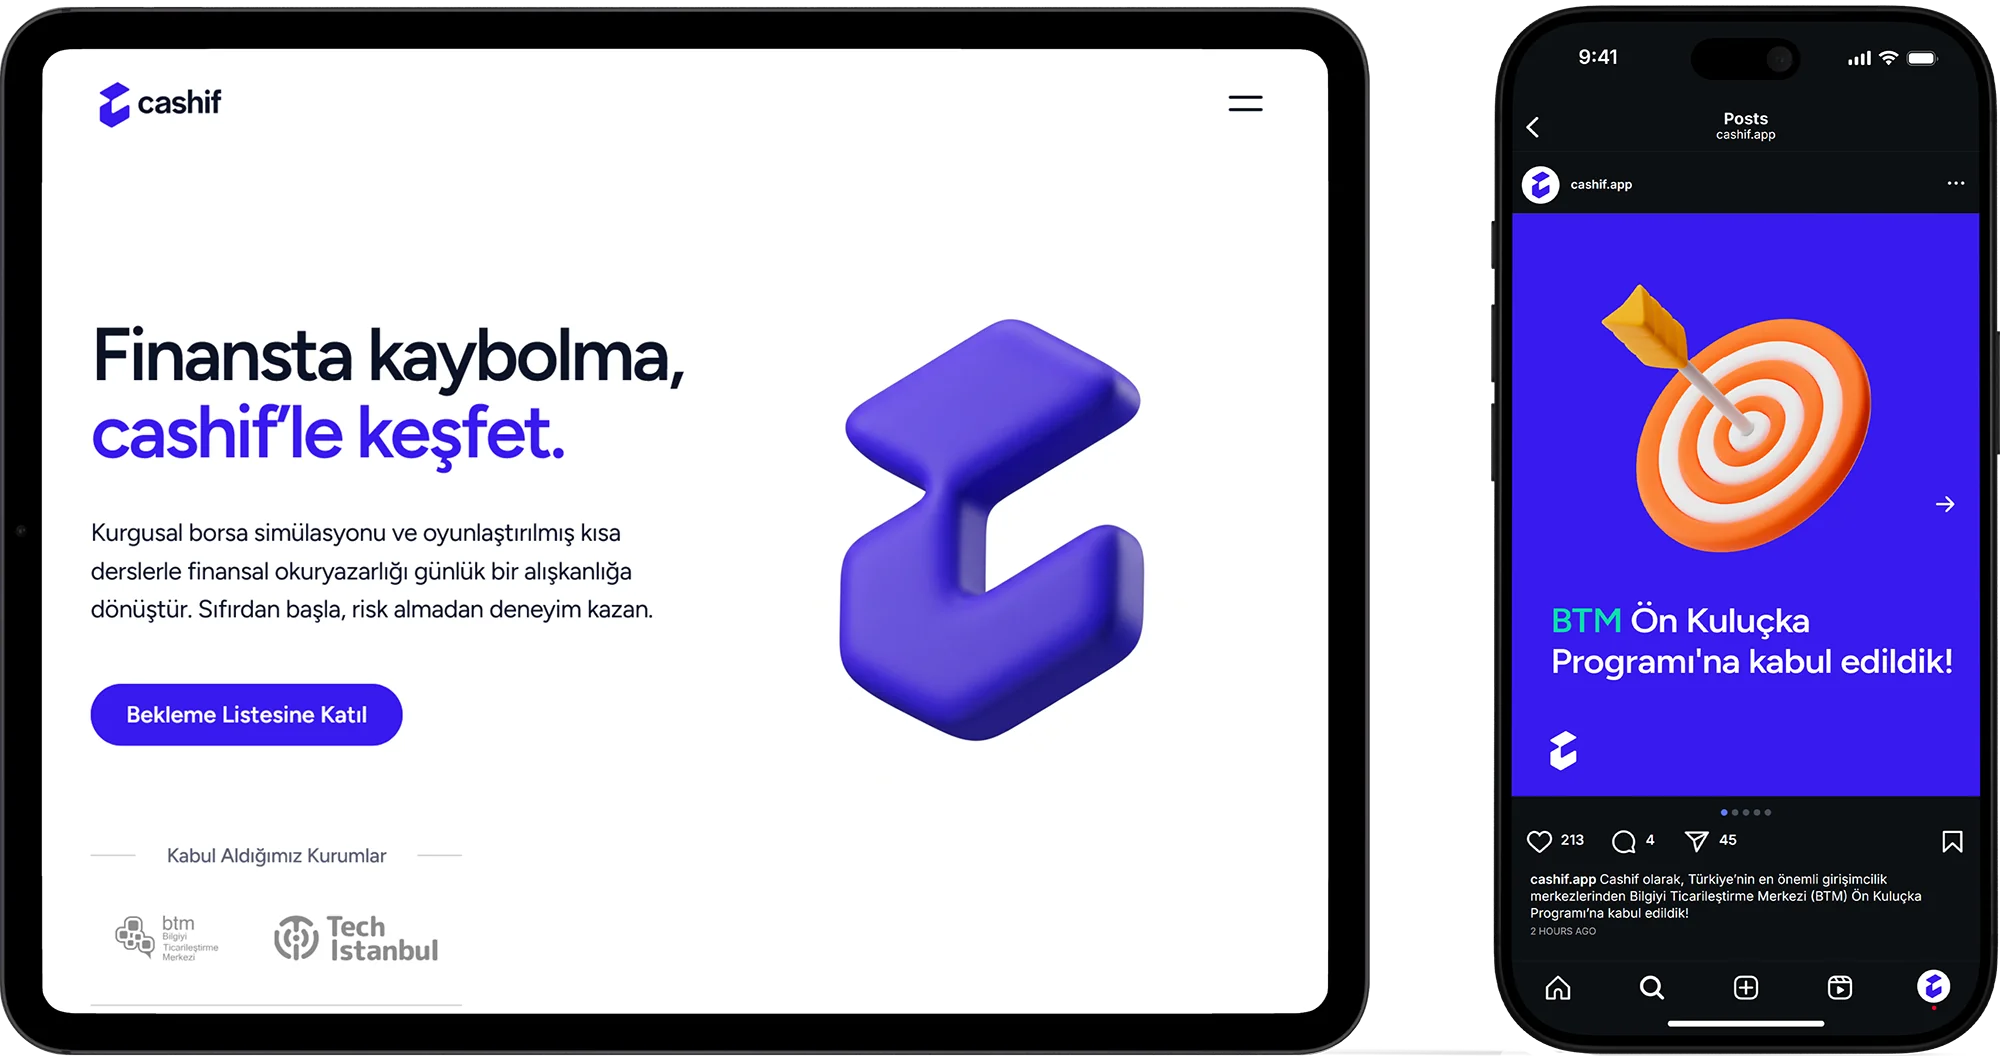 cashif
Finansta kaybolma,
cashif'le keşfet.
Kurgusal borsa simülasyonu ve oyunlaştırılmış kısa
derslerle finansal okuryazarlığı günlük bir alışkanlığa
dönüştür. Sıfırdan başla, risk almadan deneyim kazan.
Bekleme Listesine Katıl
Kabul Aldığımız Kurumlar
btm
Bilgiyi
Ticarileştirme
Merkezi
Tech
Istanbul
9:41
Posts
cashif.app
cashif.app
BTM Ön Kuluçka
Programı'na kabul edildik!
213 4 45
cashif.app Cashif olarak, Türkiye'nin en önemli girişimcilik
merkezlerinden Bilgiyi Ticarileştirme Merkezi (BTM) Ön Kuluçka
Programı'na kabul edildik!
2 HOURS AGO